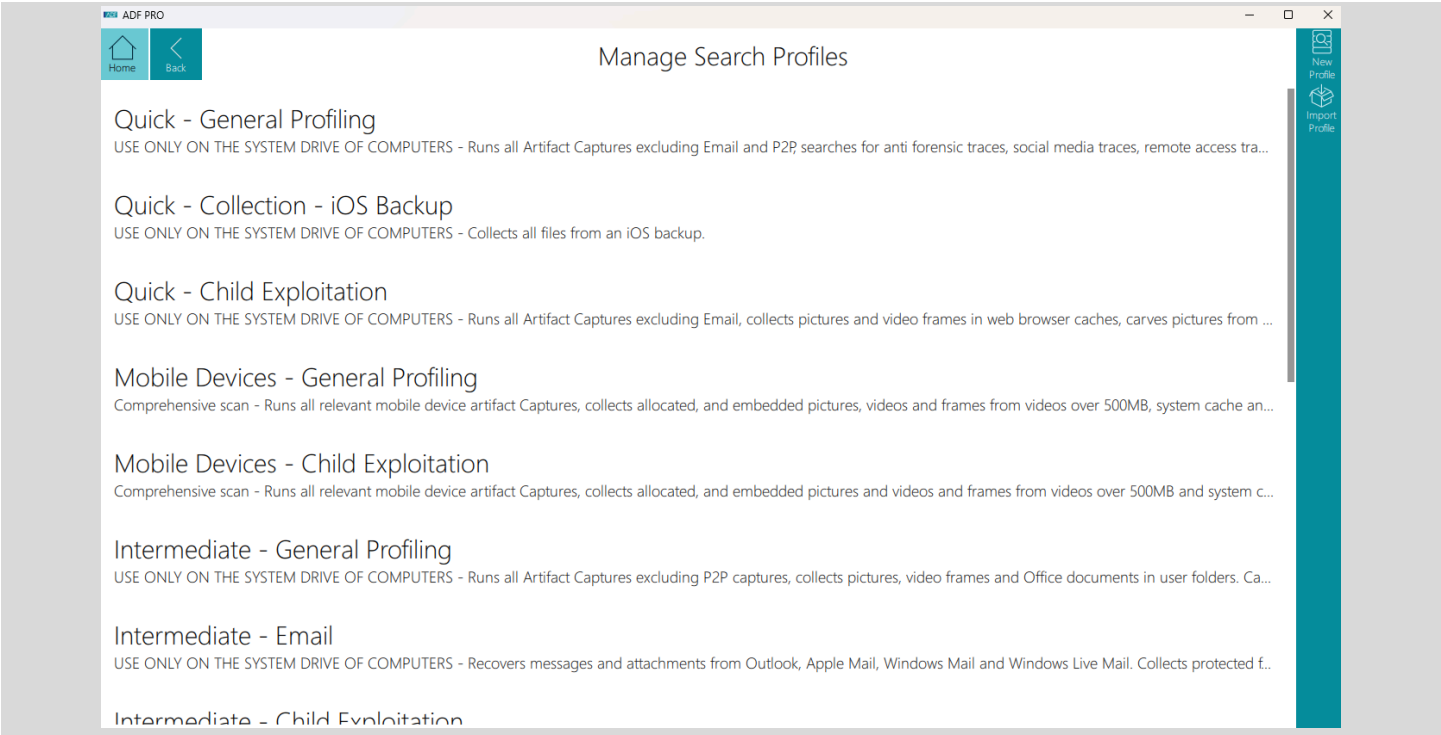 ADF PRO
Home
Back
Manage Search Profiles
New
Profile
Import
Profile
Quick - General Profiling
USE ONLY ON THE SYSTEM DRIVE OF COMPUTERS - Runs all Artifact Captures excluding Email and P2P, searches for anti forensic traces, social media traces, remote access tra...
Quick - Collection - iOS Backup
USE ONLY ON THE SYSTEM DRIVE OF COMPUTERS - Collects all files from an iOS backup.
Quick - Child Exploitation
USE ONLY ON THE SYSTEM DRIVE OF COMPUTERS - Runs all Artifact Captures excluding Email, collects pictures and video frames in web browser caches, carves pictures from ...
Mobile Devices - General Profiling
Comprehensive scan - Runs all relevant mobile device artifact Captures, collects allocated, and embedded pictures, videos and frames from videos over 500MB, system cache an...
Mobile Devices - Child Exploitation
Comprehensive scan - Runs all relevant mobile device artifact Captures, collects allocated, and embedded pictures and videos and frames from videos over 500MB and system c...
Intermediate - General Profiling
USE ONLY ON THE SYSTEM DRIVE OF COMPUTERS - Runs all Artifact Captures excluding P2P captures, collects pictures, video frames and Office documents in user folders. Ca...
Intermediate - Email
USE ONLY ON THE SYSTEM DRIVE OF COMPUTERS - Recovers messages and attachments from Outlook, Apple Mail, Windows Mail and Windows Live Mail. Collects protected f...
Intermediate - Child Exploitation